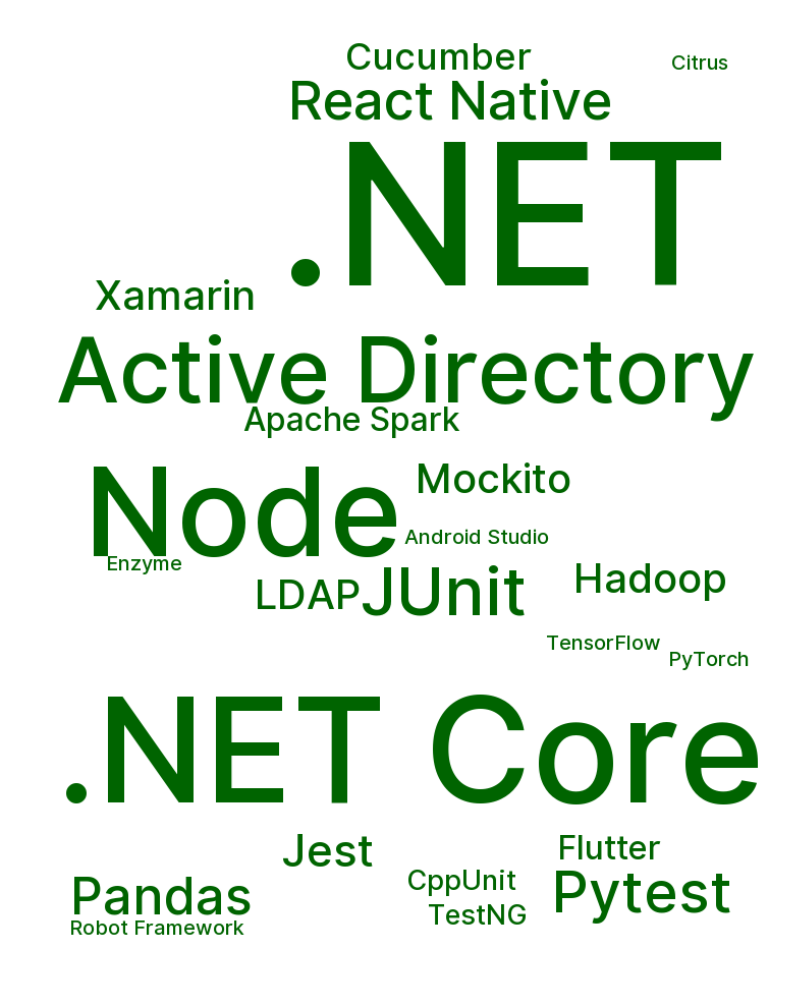 Cucumber
Citrus
React Native
.NET
Xamarin
Active Directory
Apache Spark
Node
Mockito
Android Studio
Enzyme
LDAP
JUnit
Hadoop
TensorFlow
PyTorch
.NET Core
Jest
Flutter
Pandas
CppUnit
Pytest
TestNG
Robot Framework